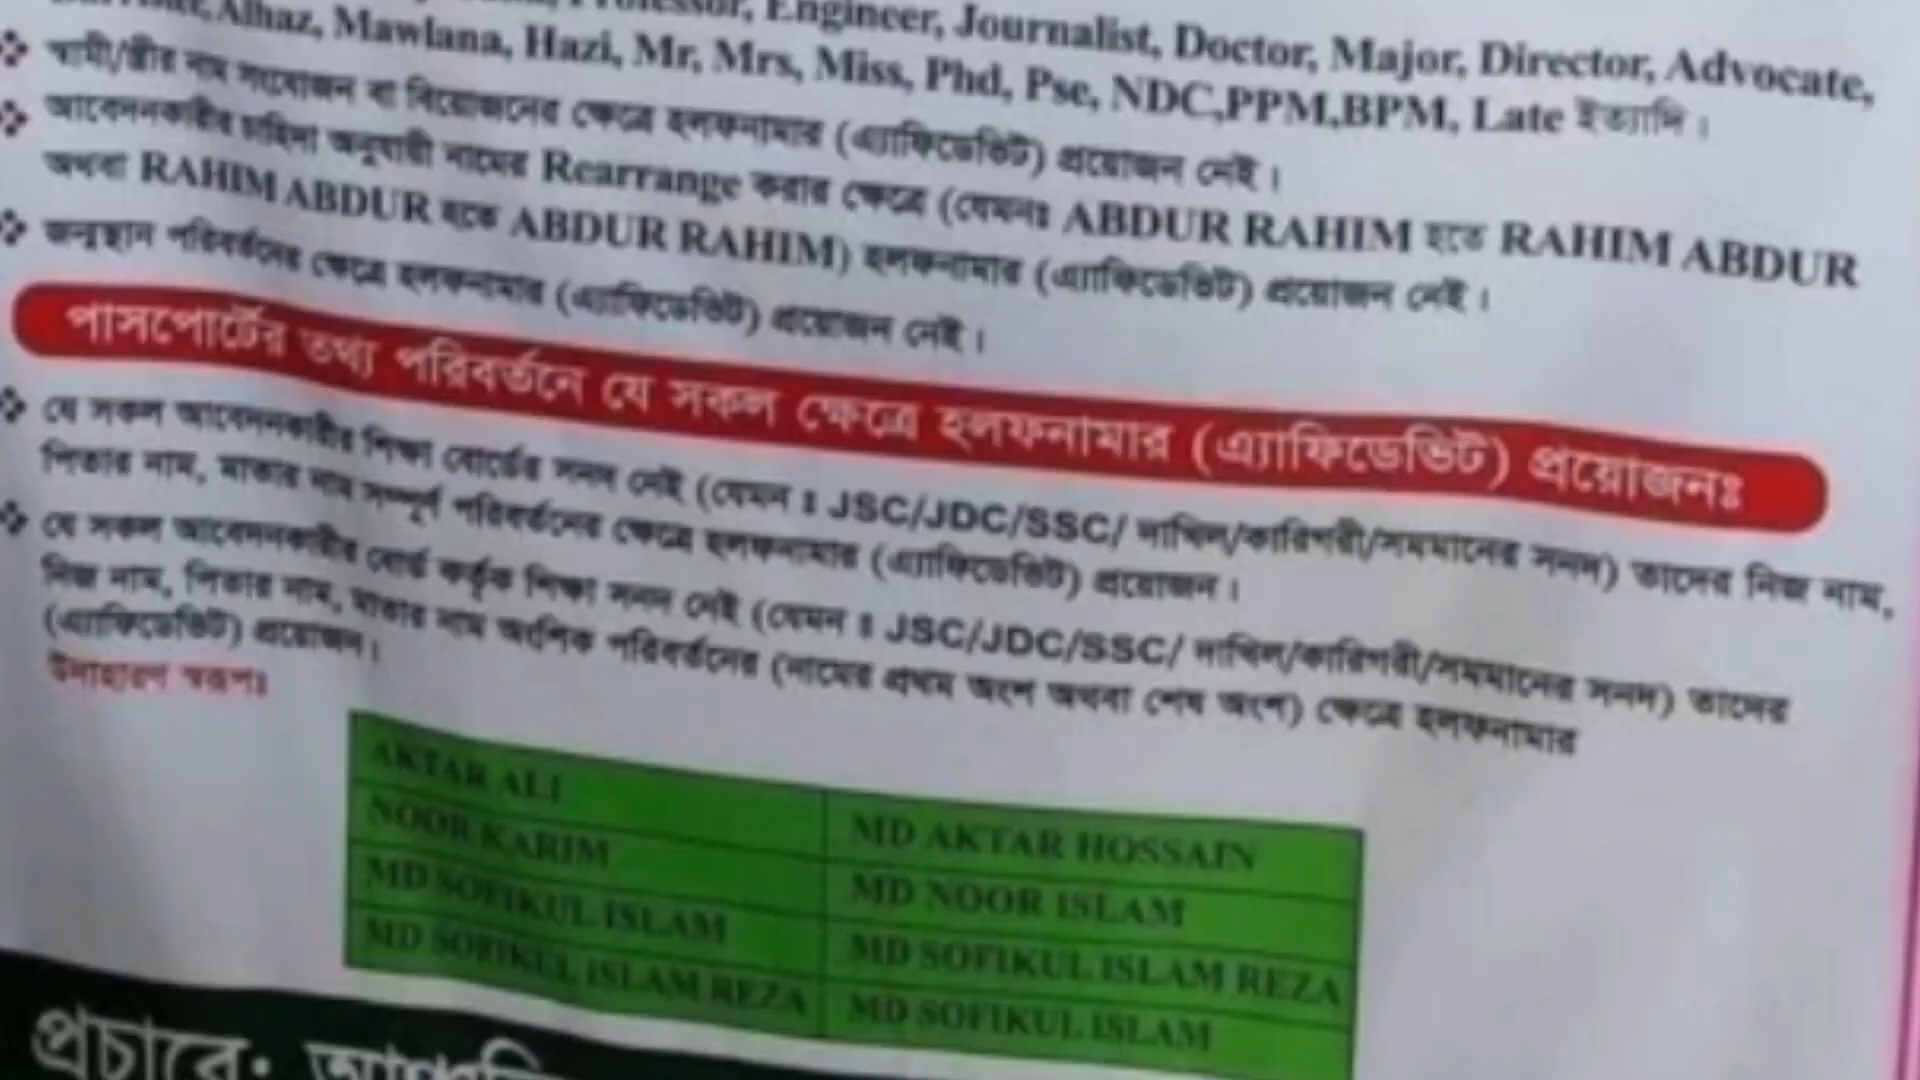 Professor, Engineer, Journalist, Doctor, Major, Director, Advocate,
Alhaz, Mawlana, Hazi, Mr, Mrs, Miss, Phd, Psc, NDC,PPM,BPM, Late ইত্যাদি।
❖ স্বামী/স্ত্রীর নাম সংযোজন বা বিয়োজনের ক্ষেত্রে হলফনামার (এ্যাফিডেভিট) প্রয়োজন নেই।
❖ আবেদনকারীর চাহিদা অনুযায়ী নামের Rearrange করার ক্ষেত্রে (যেমনঃ ABDUR RAHIM হতে RAHIM ABDUR
অথবা RAHIM ABDUR হতে ABDUR RAHIM) হলফনামার (এ্যাফিডেভিট) প্রয়োজন নেই।
❖ জন্মস্থান পরিবর্তনের ক্ষেত্রে হলফনামার (এ্যাফিডেভিট) প্রয়োজন নেই।
পাসপোর্টের তথ্য পরিবর্তনে যে সকল ক্ষেত্রে হলফনামার (এ্যাফিডেভিট) প্রয়োজনঃ
❖ যে সকল আবেদনকারীর শিক্ষা বোর্ডের সনদ নেই (যেমন ঃ JSC/JDC/SSC/ দাখিল/কারিগরী/সমমানের সনদ) তাদের নিজ নাম,
পিতার নাম, মাতার নাম সম্পূর্ণ পরিবর্তনের ক্ষেত্রে হলফনামার (এ্যাফিডেভিট) প্রয়োজন।
❖ যে সকল আবেদনকারীর বোর্ড কর্তৃক শিক্ষা সনদ নেই (যেমন ঃ JSC/JDC/SSC/ দাখিল/কারিগরী/সমমানের সনদ) তাদের
নিজ নাম, পিতার নাম, মাতার নাম আংশিক পরিবর্তনের (নামের প্রথম অংশ অথবা শেষ অংশ) ক্ষেত্রে হলফনামার
(এ্যাফিডেভিট) প্রয়োজন।
উদাহারণ স্বরূপঃ
AKTAR ALI MD AKTAR HOSSAIN
NOOR KARIM MD NOOR ISLAM
MD SOFIKUL ISLAM MD SOFIKUL ISLAM REZA
MD SOFIKUL ISLAM REZA MD SOFIKUL ISLAM
প্রচারে: